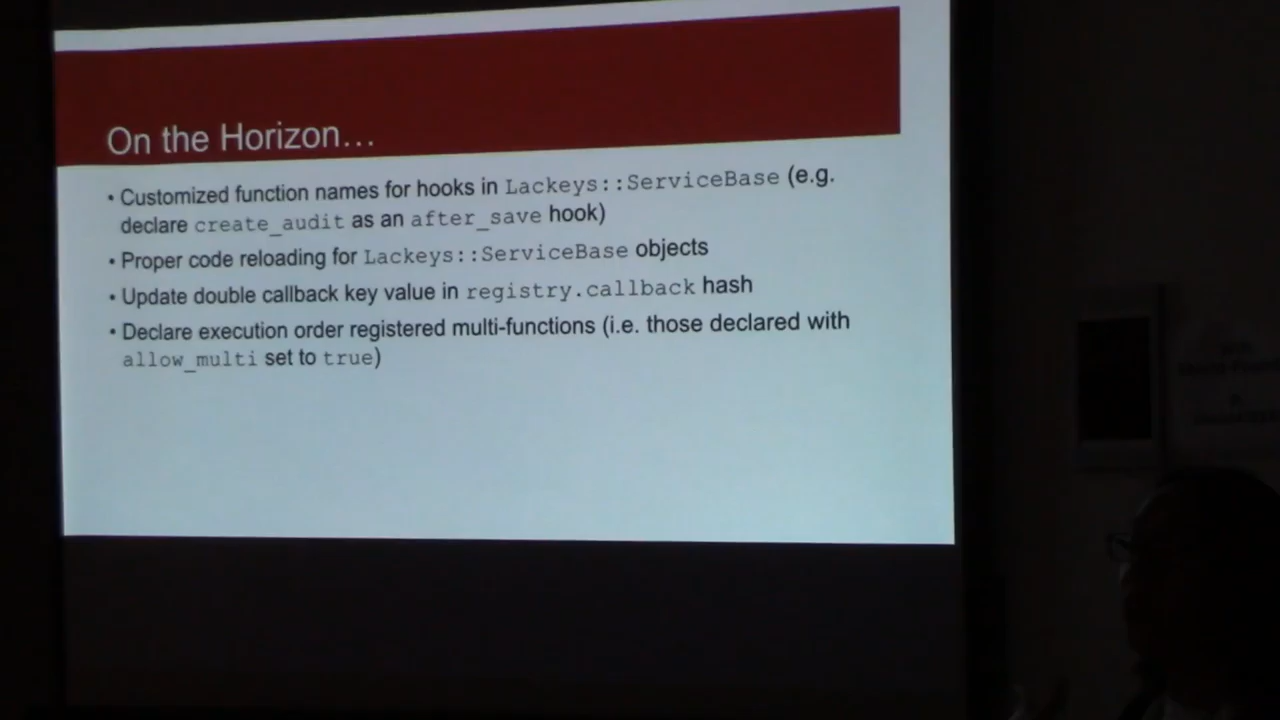 On the Horizon…
• Customized function names for hooks in Lackeys::ServiceBase (e.g.
declare create_audit as an after_save hook)
• Proper code reloading for Lackeys::ServiceBase objects
• Update double callback key value in registry.callback hash
• Declare execution order registered multi-functions (i.e. those declared with
allow_multi set to true)